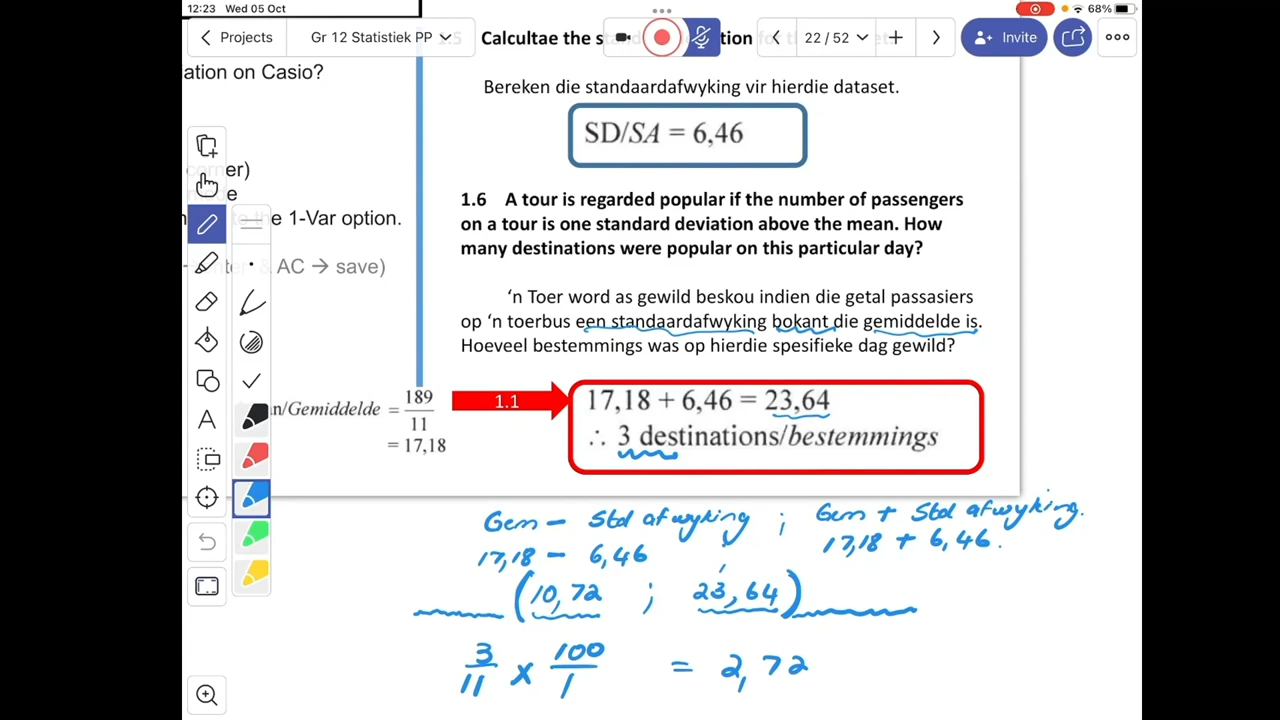 12:23 Wed 05 Oct
68%
Projects
Gr 12 Statistiek PP
22 / 52
Invite
Calcultae the s
tion f
ation on Casio?
Bereken die standaardafwyking vir hierdie dataset.
SD/SA = 6,46
er)
de
to the 1-Var option.
& AC → save)
1.6 A tour is regarded popular if the number of passengers
on a tour is one standard deviation above the mean. How
many destinations were popular on this particular day?
‘n Toer word as gewild beskou indien die getal passasiers
op ‘n toerbus een standaardafwyking bokant die gemiddelde is.
Hoeveel bestemmings was op hierdie spesifieke dag gewild?
A
n/Gemiddelde = 189/11
= 17,18
1.1
17,18 + 6,46 = 23,64
∴ 3 destinations/bestemmings
Gem - Std afwyking ; Gem + Std afwyking.
17,18 - 6,46 17,18 + 6,46.
(10,72 ; 23,64)
3/11 x 100/1 = 2,72